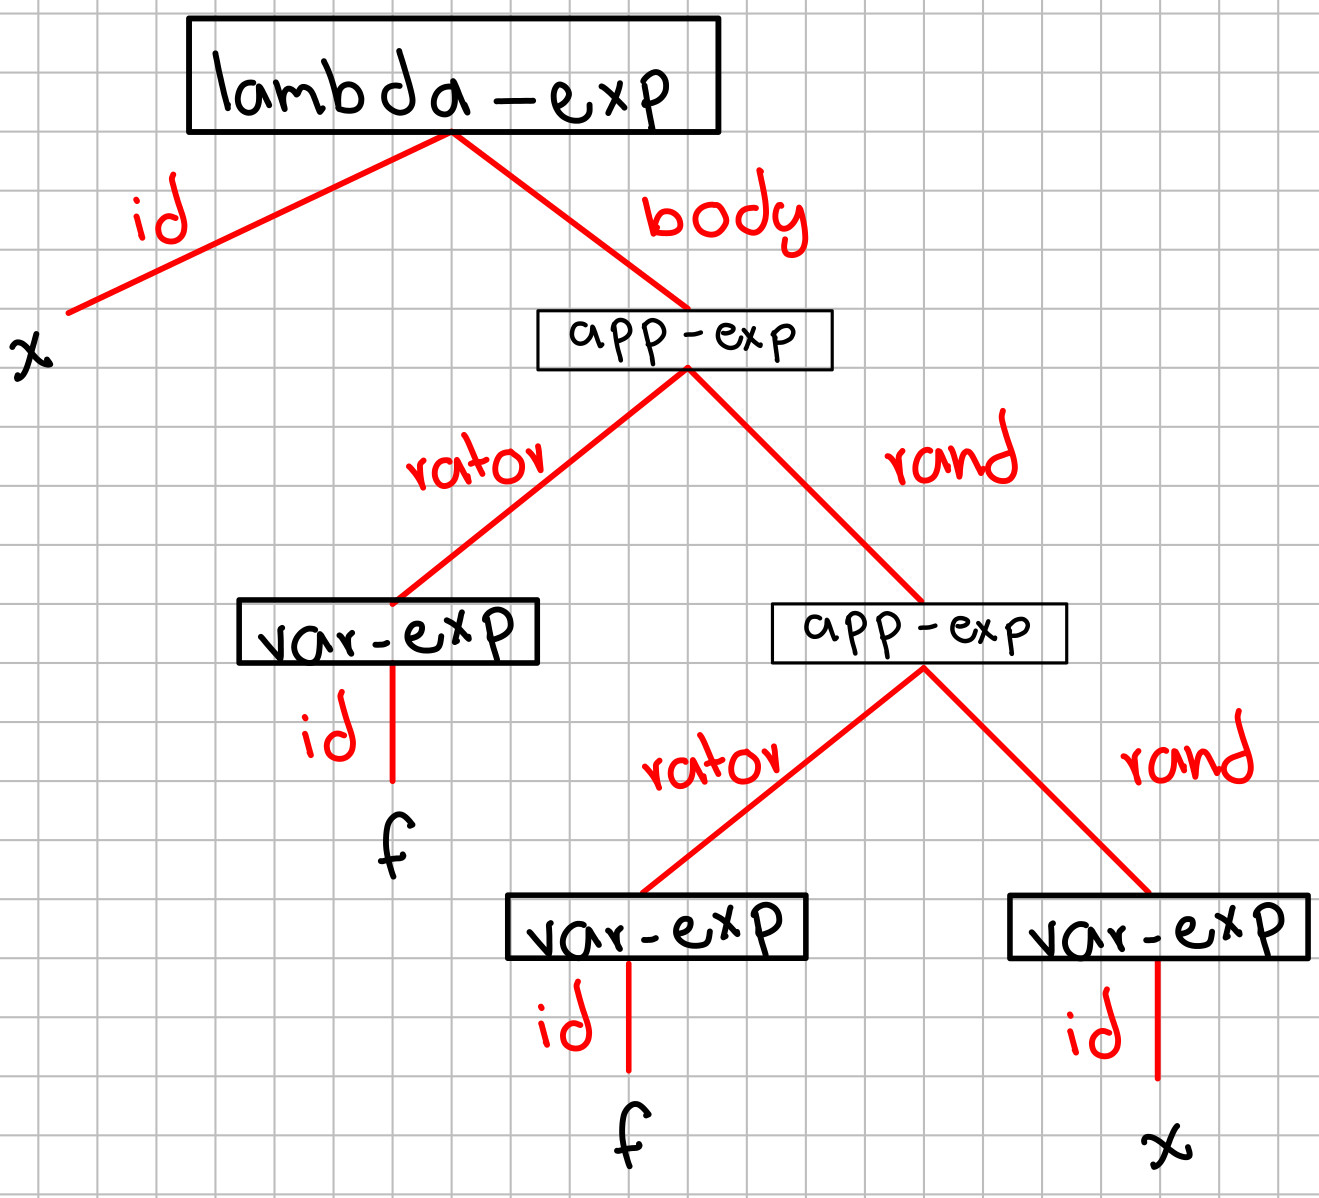 lambda-exp
id
body
x
app-exp
rator
rand
var-exp
app-exp
id
rator
rand
f
var-exp
var-exp
id
id
f
x